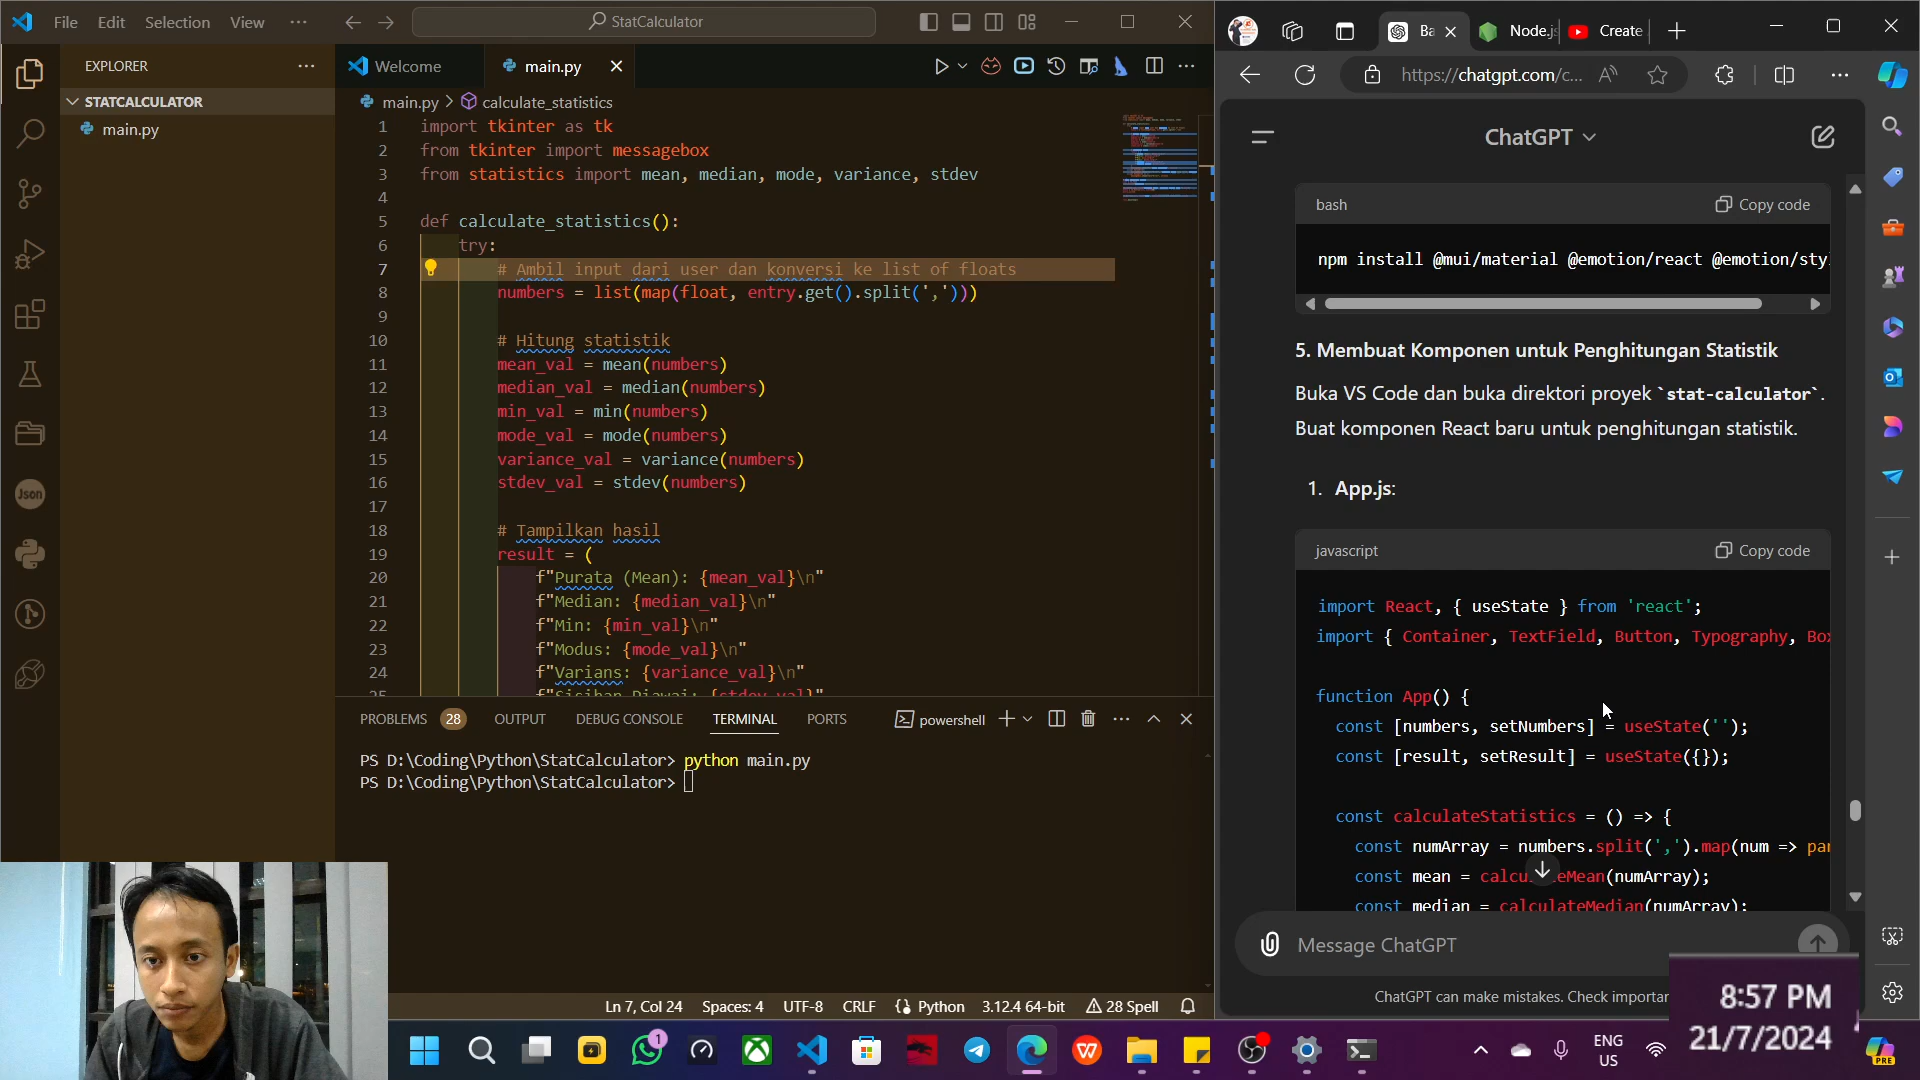 File Edit Selection View ··· StatCalculator
EXPLORER ···
STATCALCULATOR
main.py
Welcome main.py
main.py > calculate_statistics
1 import tkinter as tk
2 from tkinter import messagebox
3 from statistics import mean, median, mode, variance, stdev
4
5 def calculate_statistics():
6 try:
7 # Ambil input dari user dan konversi ke list of floats
8 numbers = list(map(float, entry.get().split(',')))
9
10 # Hitung statistik
11 mean_val = mean(numbers)
12 median_val = median(numbers)
13 min_val = min(numbers)
14 mode_val = mode(numbers)
15 variance_val = variance(numbers)
16 stdev_val = stdev(numbers)
17
18 # Tampilkan hasil
19 result = (
20 f"Purata (Mean): {mean_val}\n"
21 f"Median: {median_val}\n"
22 f"Min: {min_val}\n"
23 f"Modus: {mode_val}\n"
24 f"Varians: {variance_val}\n"
25 f"Sisihan Piawai: {stdev_val}"
PROBLEMS 28 OUTPUT DEBUG CONSOLE TERMINAL PORTS powershell
PS D:\Coding\Python\StatCalculator> python main.py
PS D:\Coding\Python\StatCalculator>
Ln 7, Col 24 Spaces: 4 UTF-8 CRLF Python 3.12.4 64-bit 28 Spell
Json
Ba Node.js Create
https://chatgpt.com/c...
ChatGPT
bash Copy code
npm install @mui/material @emotion/react @emotion/sty
5. Membuat Komponen untuk Penghitungan Statistik
Buka VS Code dan buka direktori proyek `stat-calculator`.
Buat komponen React baru untuk penghitungan statistik.
1. App.js:
javascript Copy code
import React, { useState } from 'react';
import { Container, TextField, Button, Typography, Box
function App() {
const [numbers, setNumbers] = useState('');
const [result, setResult] = useState({});
const calculateStatistics = () => {
const numArray = numbers.split(',').map(num => par
const mean = calcu eMean(numArray);
const median = calculateMedian(numArray);
Message ChatGPT
ChatGPT can make mistakes. Check importan
8:57 PM
21/7/2024
1
ENG
US
PRE